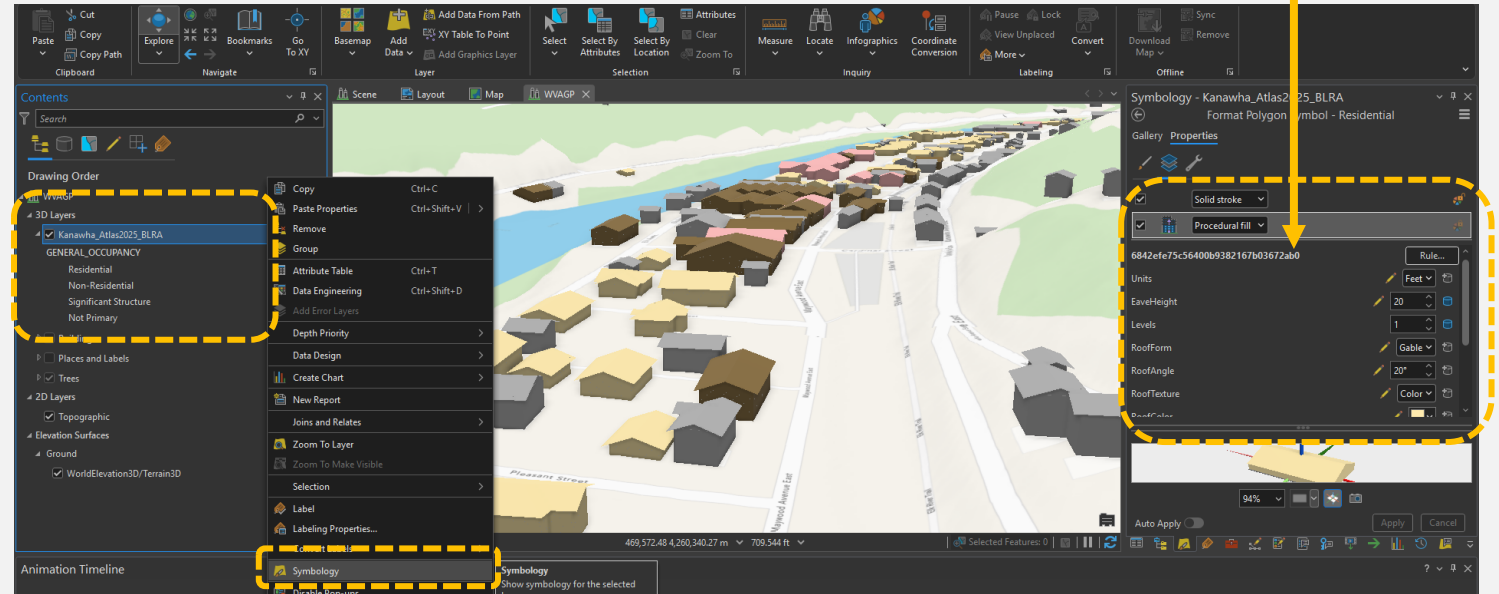 Cut
Copy
Copy Path
Paste
Clipboard
Explore
Bookmarks
Go
To XY
Navigate
Basemap
Add
Data
Add Data From Path
XY Table To Point
Add Graphics Layer
Layer
Select
Select By
Attributes
Select By
Location
Attributes
Clear
Zoom To
Selection
Measure
Locate
Infographics
Coordinate
Conversion
Inquiry
Pause
Lock
View Unplaced
More
Convert
Labeling
Download
Map
Sync
Remove
Offline
Contents
Search
Drawing Order
WVAGP
3D Layers
Kanawha_Atlas2025_BLRA
GENERAL_OCCUPANCY
Residential
Non-Residential
Significant Structure
Not Primary
Places and Labels
Trees
2D Layers
Topographic
Elevation Surfaces
Ground
WorldElevation3D/Terrain3D
Copy Ctrl+C
Paste Properties Ctrl+Shift+V
Remove
Group
Attribute Table Ctrl+T
Data Engineering Ctrl+Shift+D
Add Error Layers
Depth Priority
Data Design
Create Chart
New Report
Joins and Relates
Zoom To Layer
Zoom To Make Visible
Selection
Label
Labeling Properties...
Symbology
Disable Pop-ups
Scene
Layout
Map
WVAGP
Pleasant Street
Maywood Avenue East
469,572.48 4,260,340.27 m
709.544 ft
Selected Features: 0
Symbology
Show symbology for the selected
Symbology - Kanawha_Atlas2025_BLRA
Format Polygon Symbol - Residential
Gallery Properties
Solid stroke
Procedural fill
6842efe75c56400b9382167b03672ab0
Rule...
Units Feet
EaveHeight 20
Levels 1
RoofForm Gable
RoofAngle 20°
RoofTexture Color
RoofColor
94%
Auto Apply
Apply Cancel
Animation Timeline